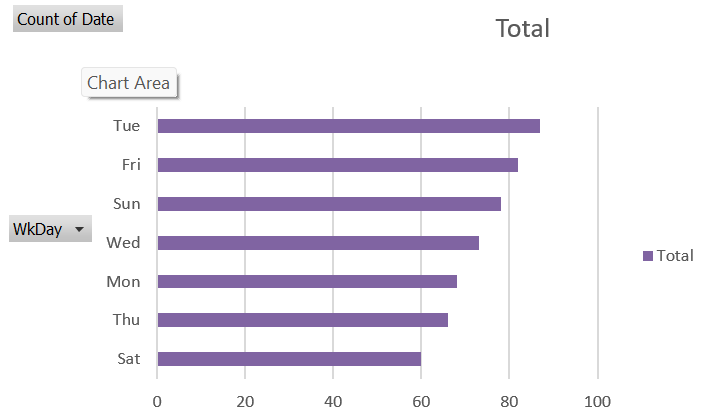 Count of Date
Total
Chart Area
Tue
Fri
Sun
WkDay
Wed
Mon
Total
Thu
Sat
0 20 40 60 80 100